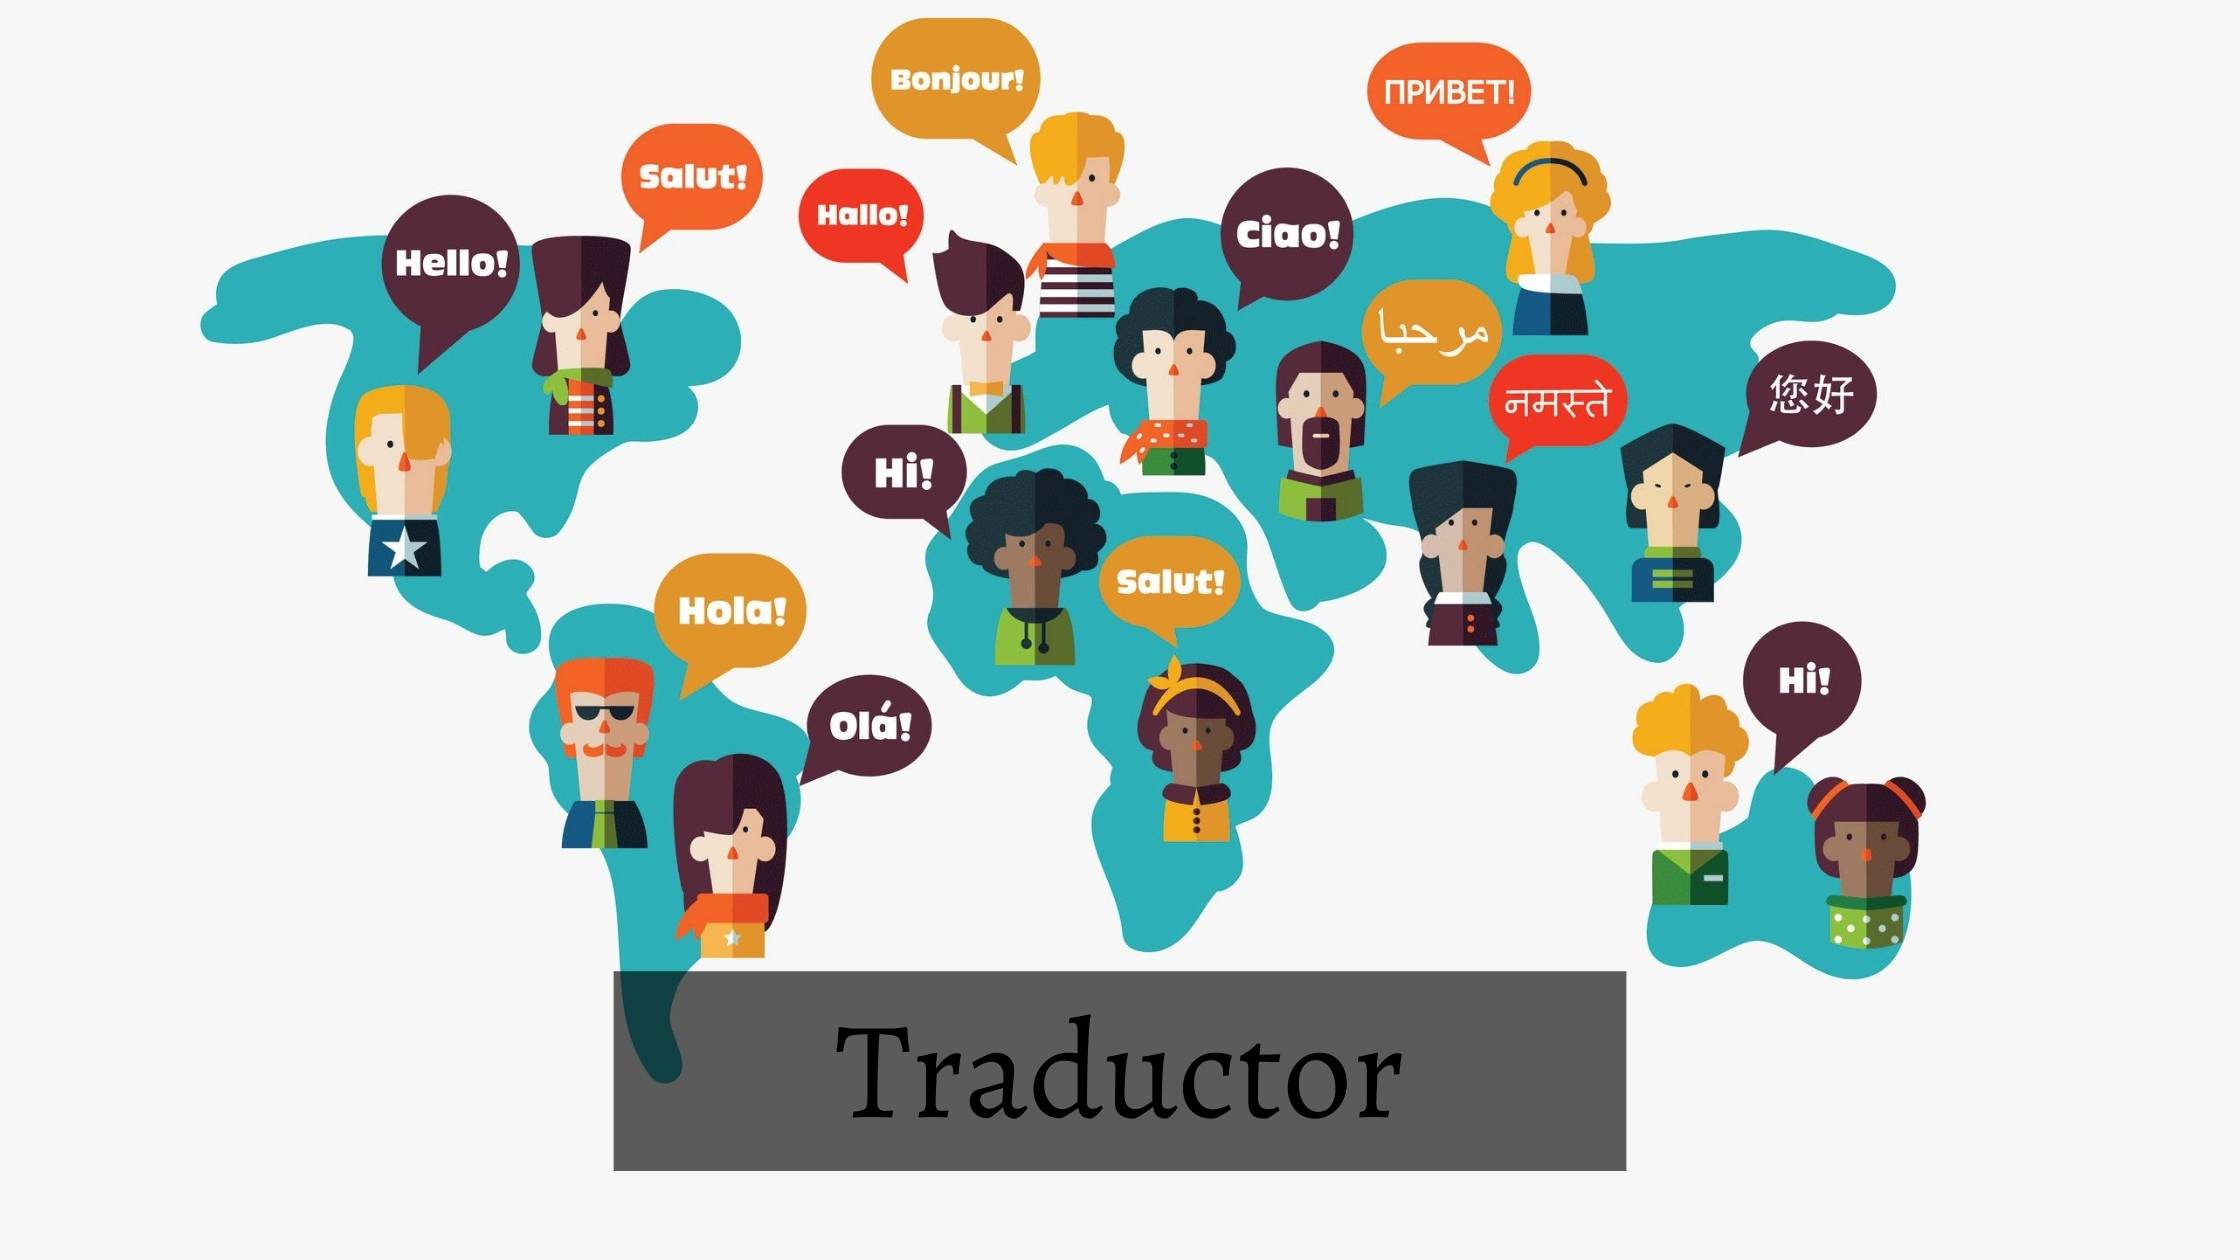 Bonjour!
ПРИВЕТ!
Salut!
Hallo!
Ciao!
Hello!
مرحبا
नमस्ते
您好
Hi!
Salut!
Hola!
Hi!
Olá!
Traductor